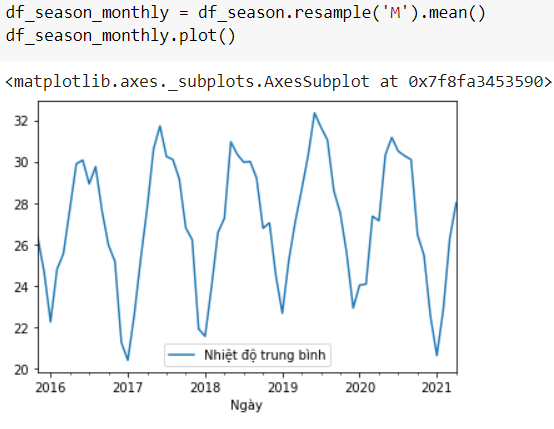 df_season_monthly = df_season.resample('M').mean()
df_season_monthly.plot()
<matplotlib.axes._subplots.AxesSubplot at 0x7f8fa3453590>
32
30
28
26
24
22
20
Nhiệt độ trung bình
2016 2017 2018 2019 2020 2021
Ngày